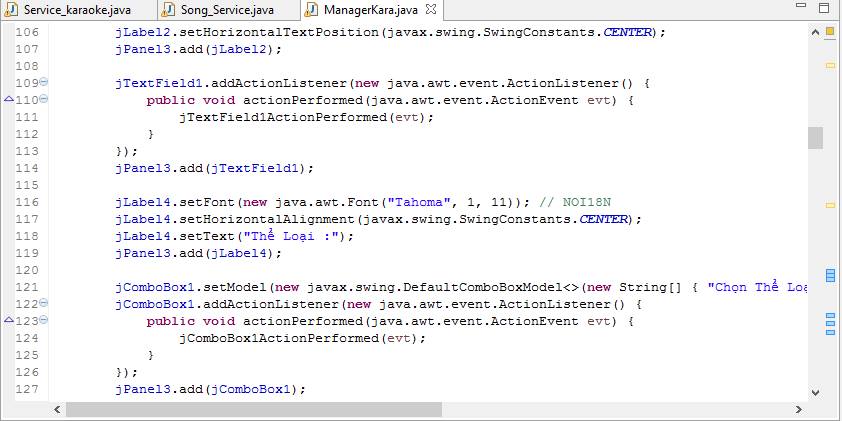 Service_karaoke.java Song_Service.java ManagerKara.java
106 jLabel2.setHorizontalTextPosition(javax.swing.SwingConstants.CENTER);
107 jPanel3.add(jLabel2);
108
109 jTextField1.addActionListener(new java.awt.event.ActionListener() {
110 public void actionPerformed(java.awt.event.ActionEvent evt) {
111 jTextField1ActionPerformed(evt);
112 }
113 });
114 jPanel3.add(jTextField1);
115
116 jLabel4.setFont(new java.awt.Font("Tahoma", 1, 11)); // NOI18N
117 jLabel4.setHorizontalAlignment(javax.swing.SwingConstants.CENTER);
118 jLabel4.setText("Thể Loại :");
119 jPanel3.add(jLabel4);
120
121 jComboBox1.setModel(new javax.swing.DefaultComboBoxModel<>(new String[] { "Chọn Thể Loạ
122 jComboBox1.addActionListener(new java.awt.event.ActionListener() {
123 public void actionPerformed(java.awt.event.ActionEvent evt) {
124 jComboBox1ActionPerformed(evt);
125 }
126 });
127 jPanel3.add(jComboBox1);